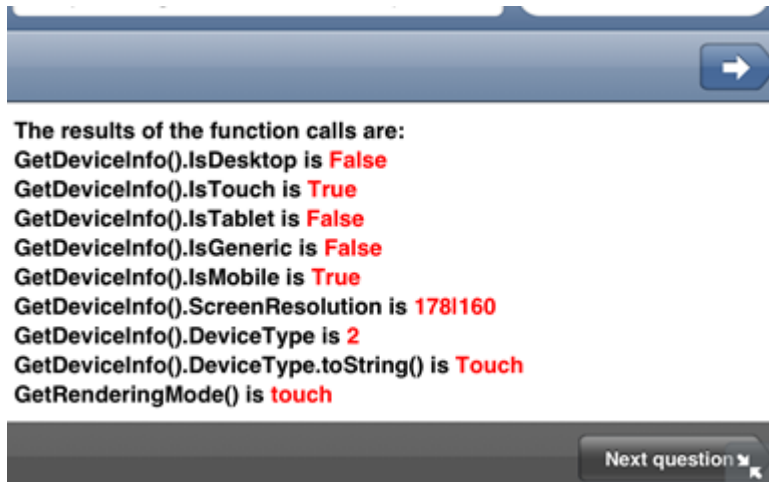 The results of the function calls are:
GetDeviceInfo().IsDesktop is False
GetDeviceInfo().IsTouch is True
GetDeviceInfo().IsTablet is False
GetDeviceInfo().IsGeneric is False
GetDeviceInfo().IsMobile is True
GetDeviceInfo().ScreenResolution is 178|160
GetDeviceInfo().DeviceType is 2
GetDeviceInfo().DeviceType.toString() is Touch
GetRenderingMode() is touch
Next question